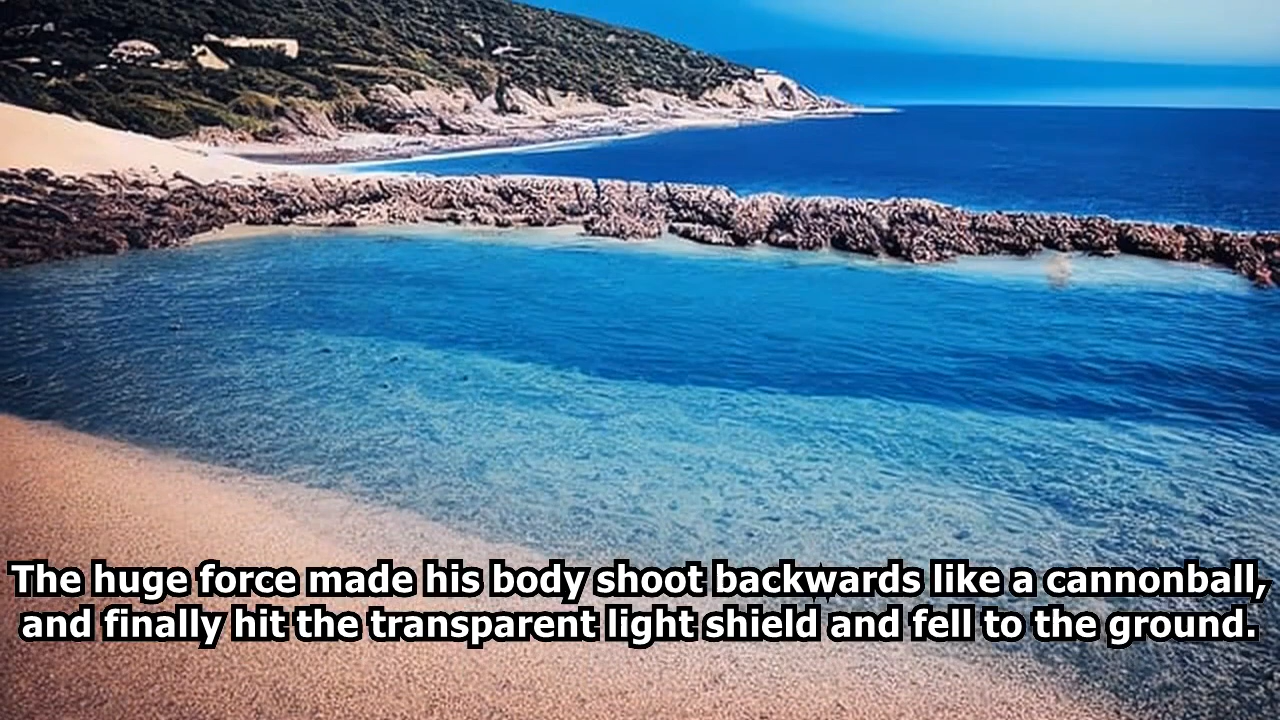 The huge force made his body shoot backwards like a cannonball,
and finally hit the transparent light shield and fell to the ground.